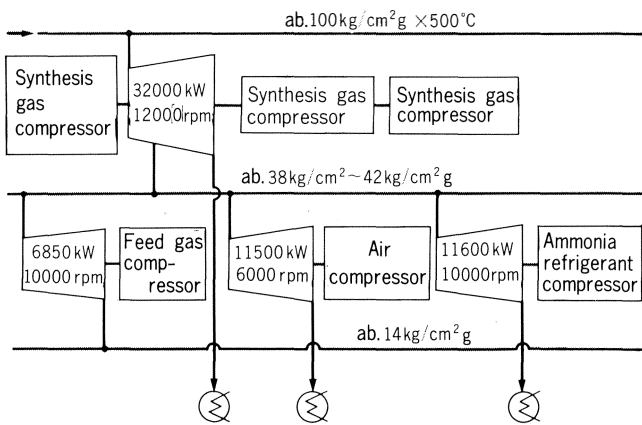 ab.100kg/cm²g ×500°C
Synthesis
gas
compressor
32000 kW
12000 rpm
Synthesis gas
compressor
Synthesis gas
compressor
ab.38kg/cm²~42kg/cm²g
6850 kW
10000 rpm
Feed gas
comp-
ressor
11500 kW
6000 rpm
Air
compressor
11600 kW
10000 rpm
Ammonia
refrigerant
compressor
ab.14kg/cm²g